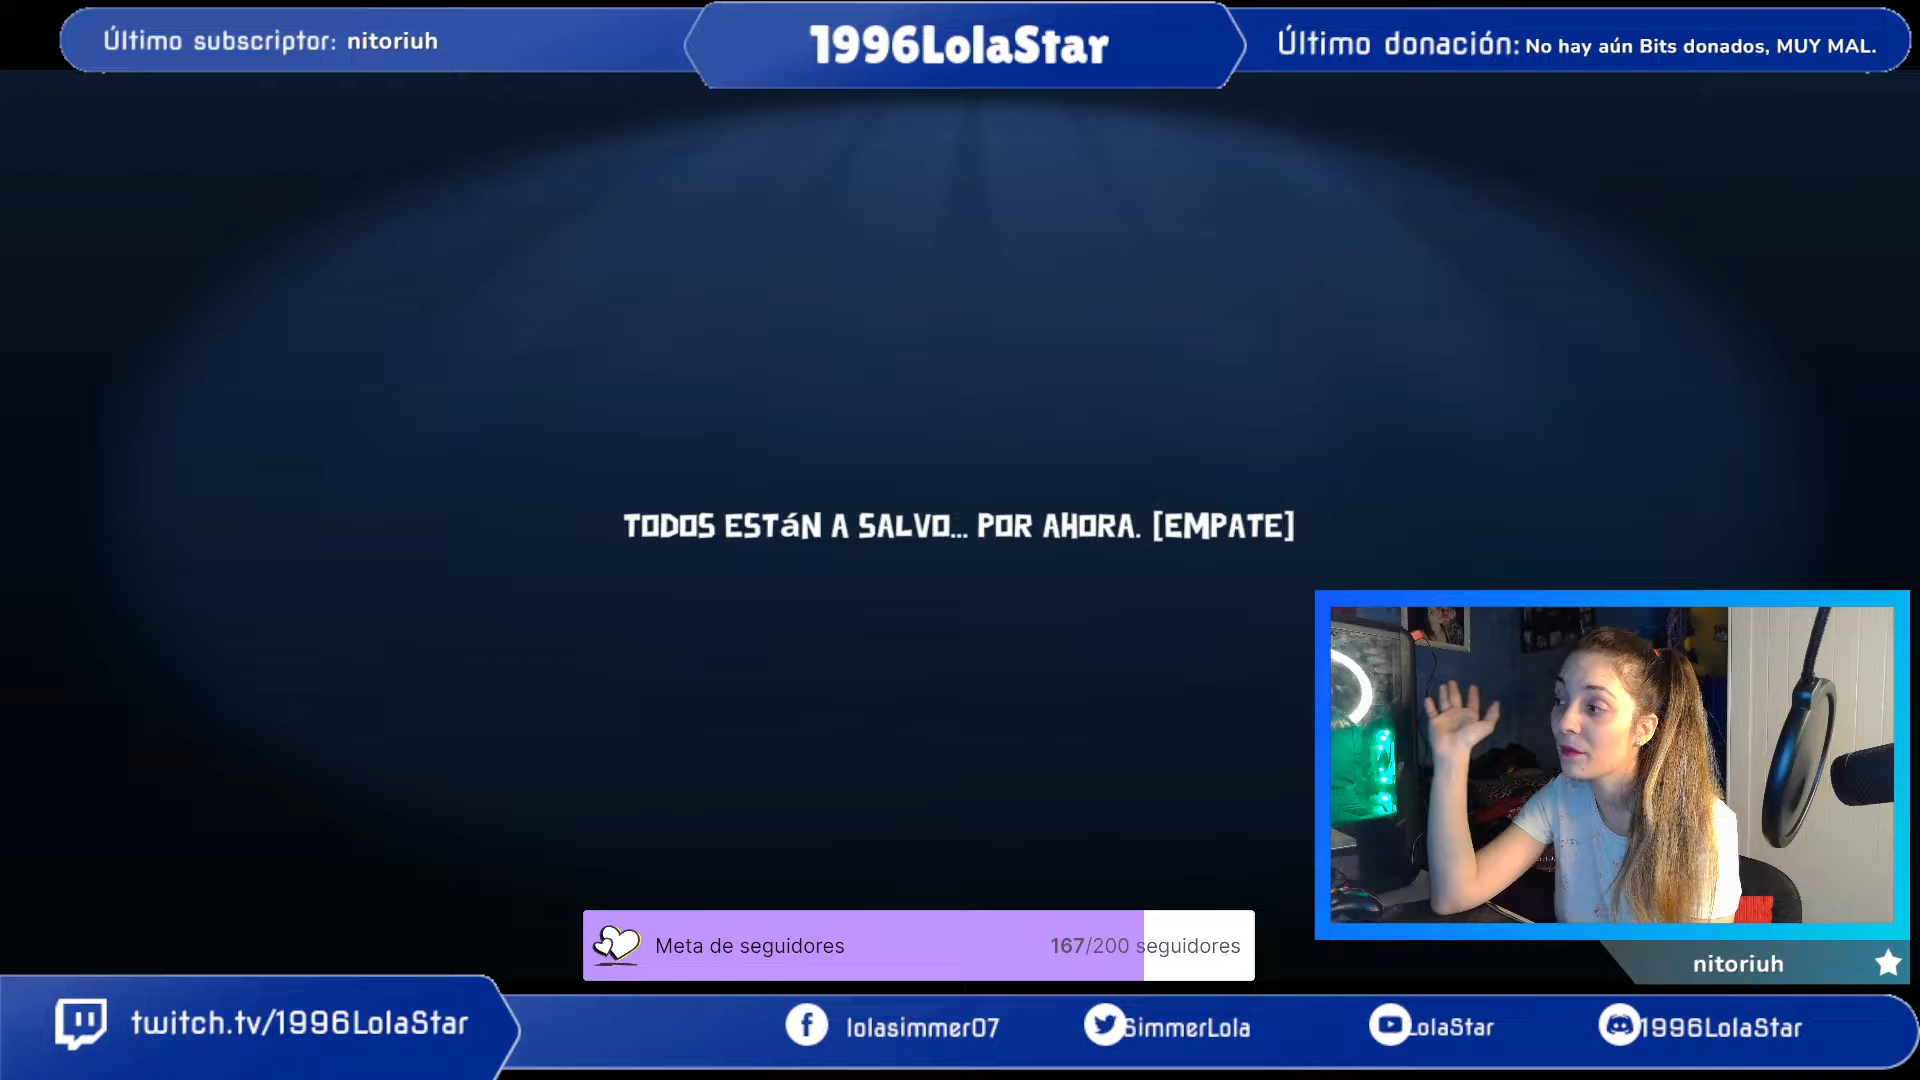 Último subscriptor: nitoriuh
1996LolaStar
Último donación: No hay aún Bits donados, MUY MAL.
TODOS ESTáN A SALVO... POR AHORA. [EMPATE]
Meta de seguidores 167/200 seguidores
nitoriuh
twitch.tv/1996LolaStar
lolasimmer07
SimmerLola
LolaStar
1996LolaStar